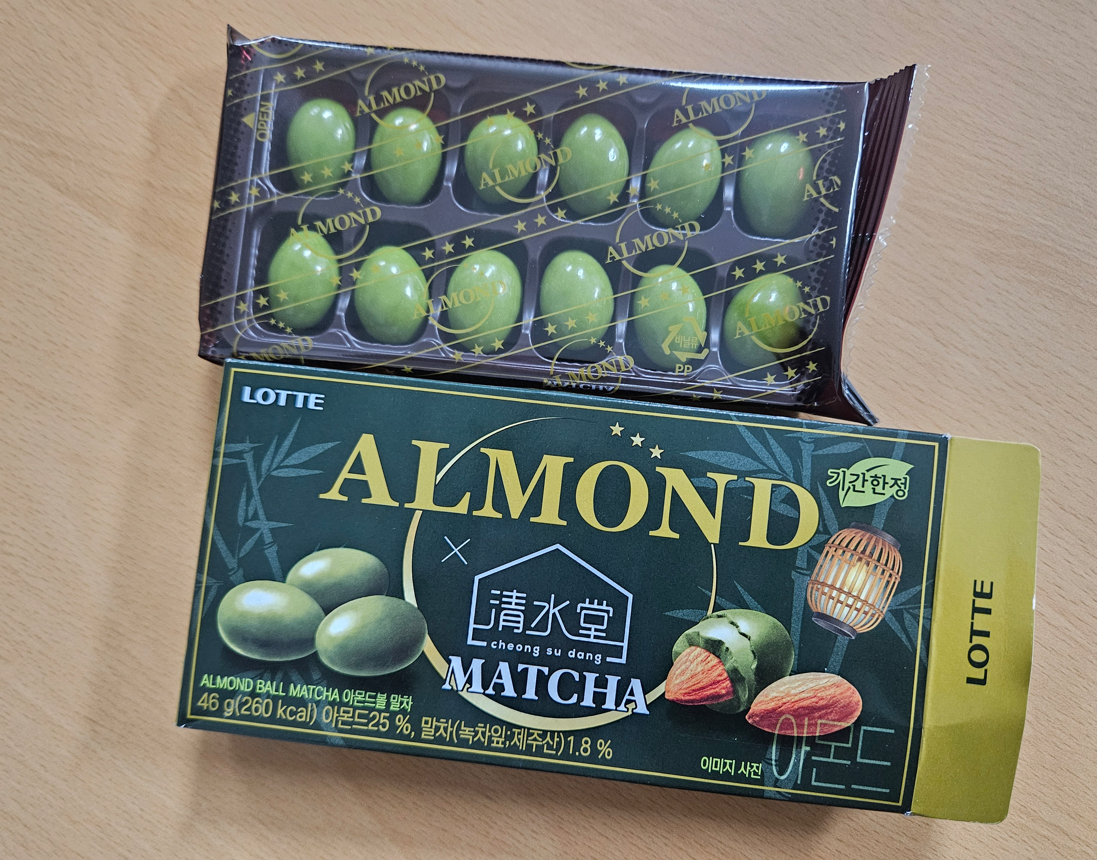 OPEN
ALMOND
ALMOND
ALMOND
ALMOND
ALMOND
ALMOND
ALMOND
ALMOND
ALMOND
비닐류
PP
LOTTE
ALMOND
기간한정
×
清水堂
cheong su dang
MATCHA
ALMOND BALL MATCHA 아몬드볼 말차
46 g(260 kcal) 아몬드25 %, 말차(녹차잎;제주산)1.8 %
이미지 사진
아몬드
LOTTE